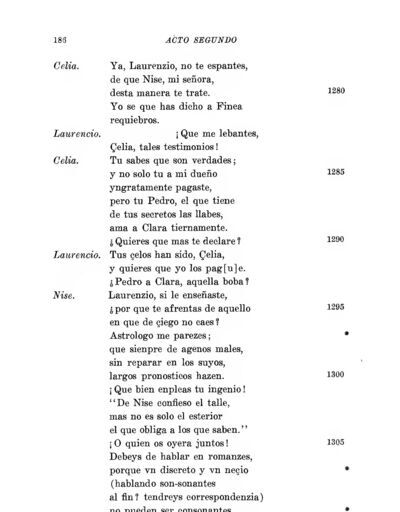 186 ACTO SEGUNDO
Celia. Ya, Laurenzio, no te espantes,
de que Nise, mi señora,
desta manera te trate. 1280
Yo se que has dicho a Finea
requiebros.
Laurencio. ¡Que me lebantes,
Çelia, tales testimonios!
Celia. Tu sabes que son verdades;
y no solo tu a mi dueño 1285
yngratamente pagaste,
pero tu Pedro, el que tiene
de tus secretos las llabes,
ama a Clara tiernamente.
¿Quieres que mas te declare? 1290
Laurencio. Tus çelos han sido, Çelia,
y quieres que yo los pag[u]e.
¿Pedro a Clara, aquella boba?
Nise. Laurenzio, si le enseñaste,
¿por que te afrentas de aquello 1295
en que de çiego no caes?
Astrologo me pareces; *
que sienpre de agenos males,
sin reparar en los suyos,
largos pronosticos hazen. 1300
¡Que bien enpleas tu ingenio!
"De Nise confieso el talle,
mas no es solo el esterior
el que obliga a los que saben."
¡O quien os oyera juntos! 1305
Debeys de hablar en romanzes,
porque vn discreto y vn neçio *
(hablando son-sonantes
al fin? tendreys correspondenzia)
no pueden ser consonantes *